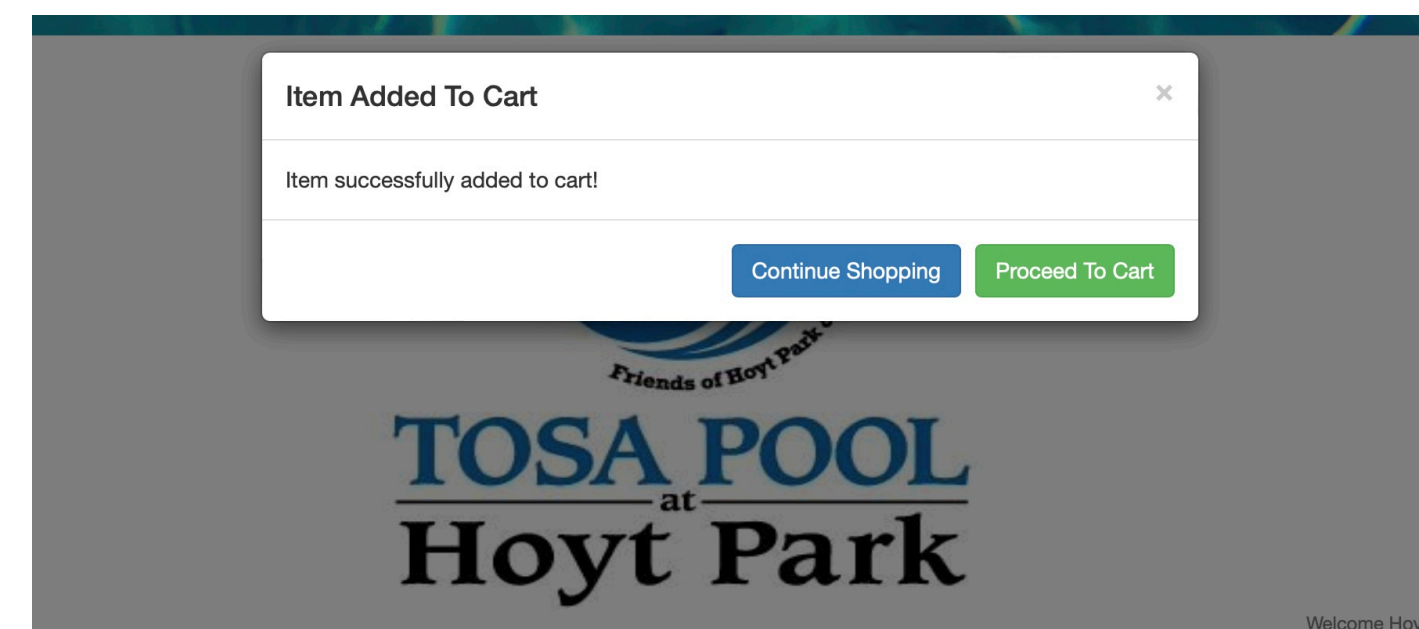 Item Added To Cart ×
Item successfully added to cart!
Continue Shopping Proceed To Cart
Friends of Hoyt Park
TOSA POOL
at
Hoyt Park
Welcome